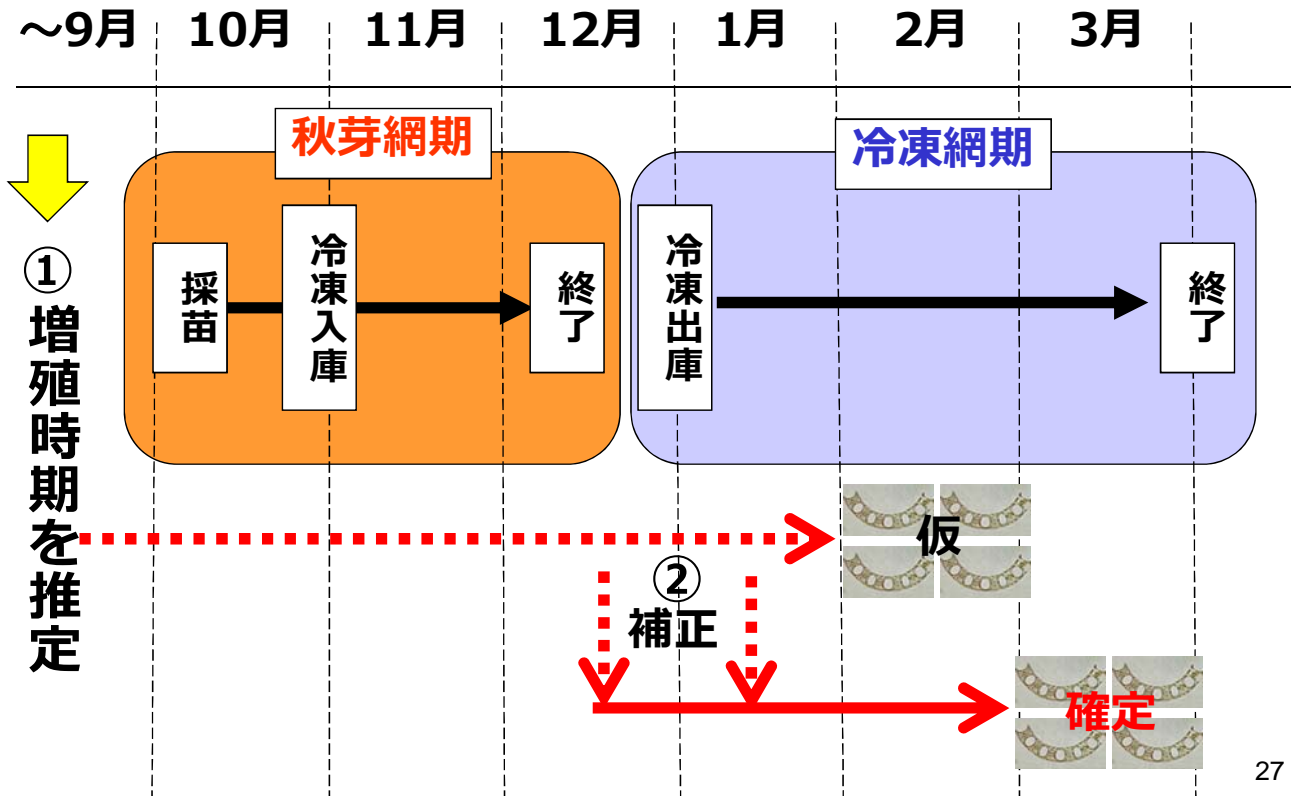 ～9月 10月 11月 12月 1月 2月 3月
秋芽網期
冷凍網期
採苗
冷凍入庫
終了
冷凍出庫
終了
①増殖時期を推定
仮
②
補正
確定
27